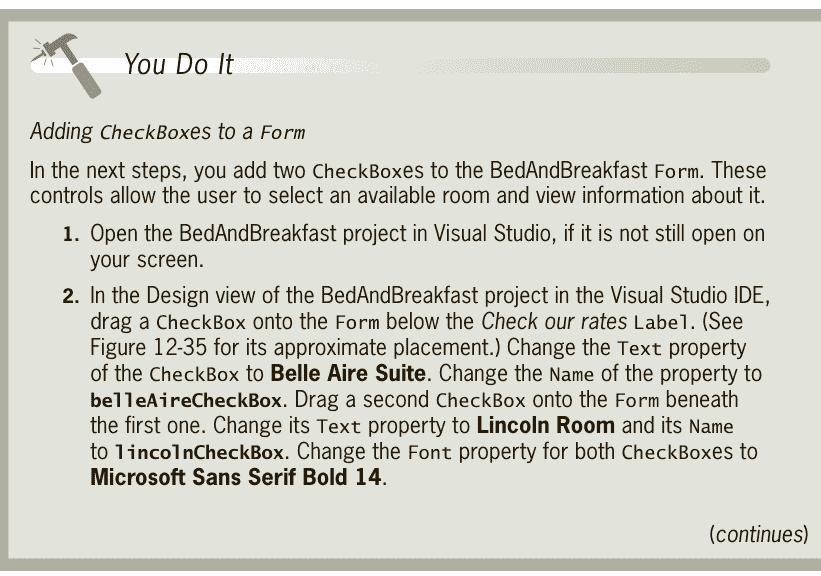 You Do It
Adding CheckBoxes to a Form
In the next steps, you add two CheckBoxes to the BedAndBreakfast Form. These
controls allow the user to select an available room and view information about it.
1. Open the BedAndBreakfast project in Visual Studio, if it is not still open on
your screen.
2. In the Design view of the BedAndBreakfast project in the Visual Studio IDE,
drag a CheckBox onto the Form below the Check our rates Label. (See
Figure 12-35 for its approximate placement.) Change the Text property
of the CheckBox to Belle Aire Suite. Change the Name of the property to
belleAireCheckBox. Drag a second CheckBox onto the Form beneath
the first one. Change its Text property to Lincoln Room and its Name
to lincolnCheckBox. Change the Font property for both CheckBoxes to
Microsoft Sans Serif Bold 14.
(continues)